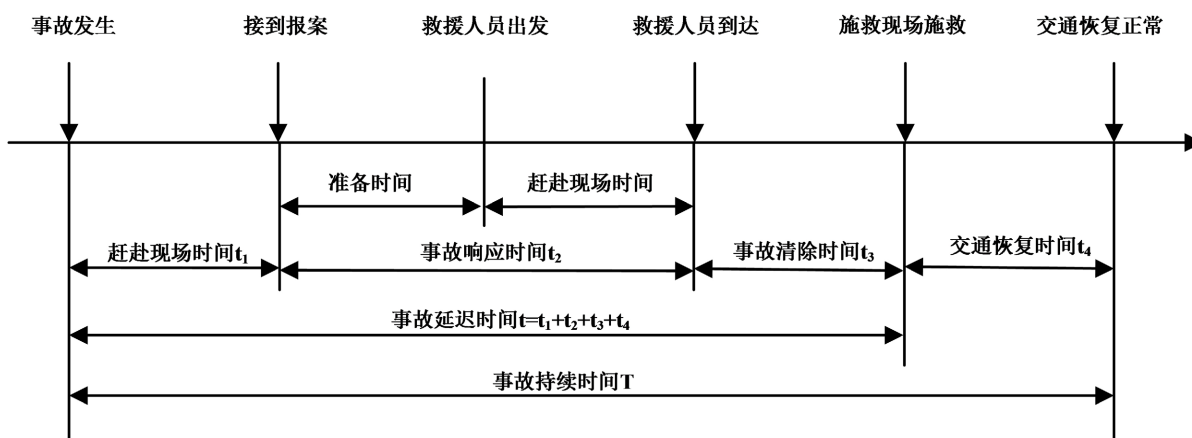 事故发生
接到报案
救援人员出发
救援人员到达
施救现场施救
交通恢复正常
准备时间
赶赴现场时间
赶赴现场时间t₁
事故响应时间t₂
事故清除时间t₃
交通恢复时间t₄
事故延迟时间t=t₁+t₂+t₃+t₄
事故持续时间T